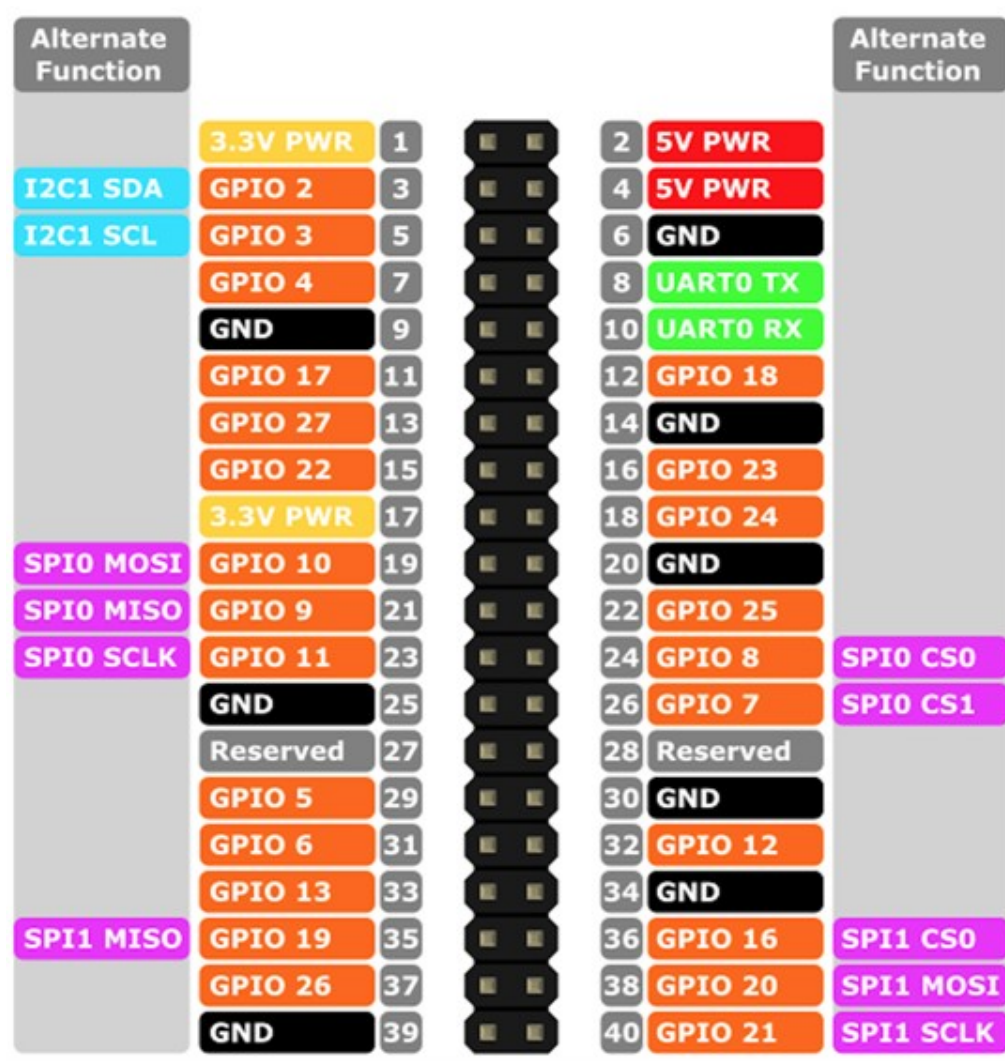 Alternate
Function
Alternate
Function
3.3V PWR 1 2 5V PWR
I2C1 SDA GPIO 2 3 4 5V PWR
I2C1 SCL GPIO 3 5 6 GND
GPIO 4 7 8 UART0 TX
GND 9 10 UART0 RX
GPIO 17 11 12 GPIO 18
GPIO 27 13 14 GND
GPIO 22 15 16 GPIO 23
3.3V PWR 17 18 GPIO 24
SPI0 MOSI GPIO 10 19 20 GND
SPI0 MISO GPIO 9 21 22 GPIO 25
SPI0 SCLK GPIO 11 23 24 GPIO 8 SPI0 CS0
GND 25 26 GPIO 7 SPI0 CS1
Reserved 27 28 Reserved
GPIO 5 29 30 GND
GPIO 6 31 32 GPIO 12
GPIO 13 33 34 GND
SPI1 MISO GPIO 19 35 36 GPIO 16 SPI1 CS0
GPIO 26 37 38 GPIO 20 SPI1 MOSI
GND 39 40 GPIO 21 SPI1 SCLK